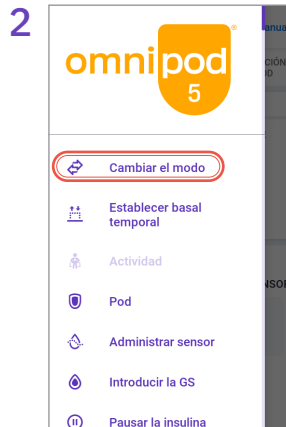 2
omnipod
5
Cambiar el modo
Establecer basal
temporal
Actividad
Pod
Administrar sensor
Introducir la GS
Pausar la insulina